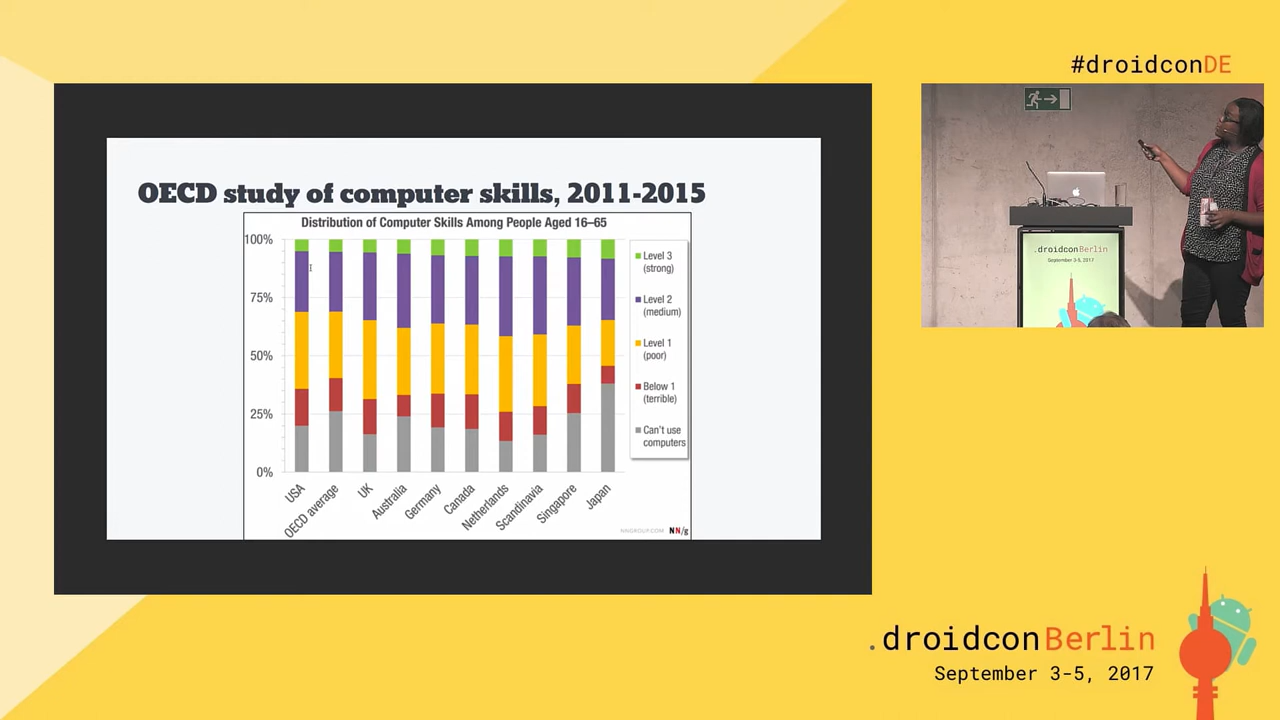 #droidconDE
OECD study of computer skills, 2011-2015
Distribution of Computer Skills Among People Aged 16–65
100%
75%
50%
25%
0%
Level 3
(strong)
Level 2
(medium)
Level 1
(poor)
Below 1
(terrible)
Can't use
computers
USA
OECD average
UK
Australia
Germany
Canada
Netherlands
Scandinavia
Singapore
Japan
NNGROUP.COM NN/g
.droidconBerlin
September 3-5, 2017
.droidconBerlin
September 3-5, 2017